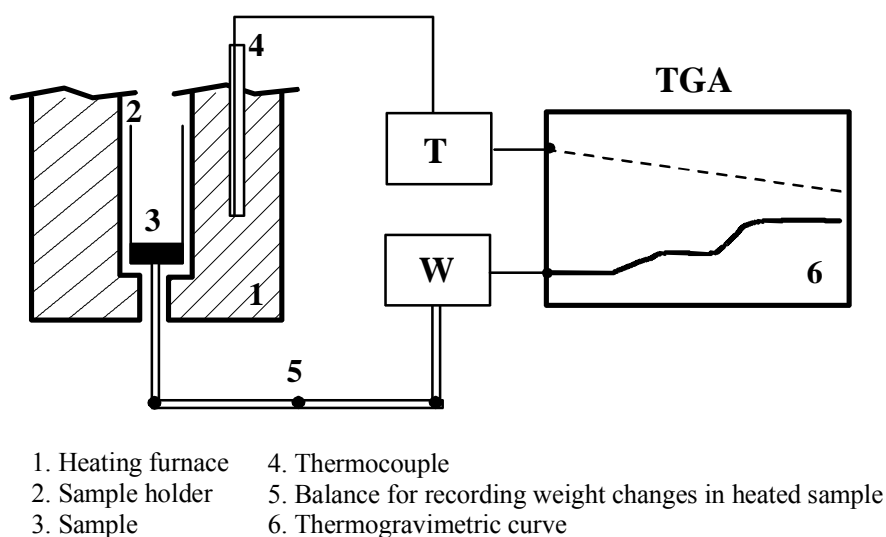 4
TGA
2
T
3
W
1
6
5
1. Heating furnace
4. Thermocouple
2. Sample holder
5. Balance for recording weight changes in heated sample
3. Sample
6. Thermogravimetric curve